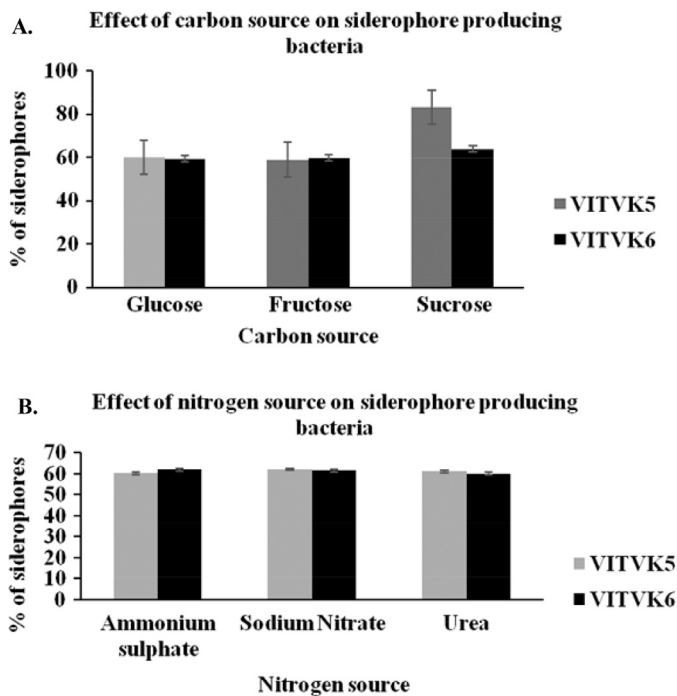 A.
Effect of carbon source on siderophore producing
bacteria
% of siderophores
100
80
60
40
20
0
Glucose Fructose Sucrose
Carbon source
VITVK5
VITVK6
B.
Effect of nitrogen source on siderophore producing
bacteria
% of siderophores
70
60
50
40
30
20
10
0
Ammonium Sodium Nitrate Urea
sulphate
Nitrogen source
VITVK5
VITVK6